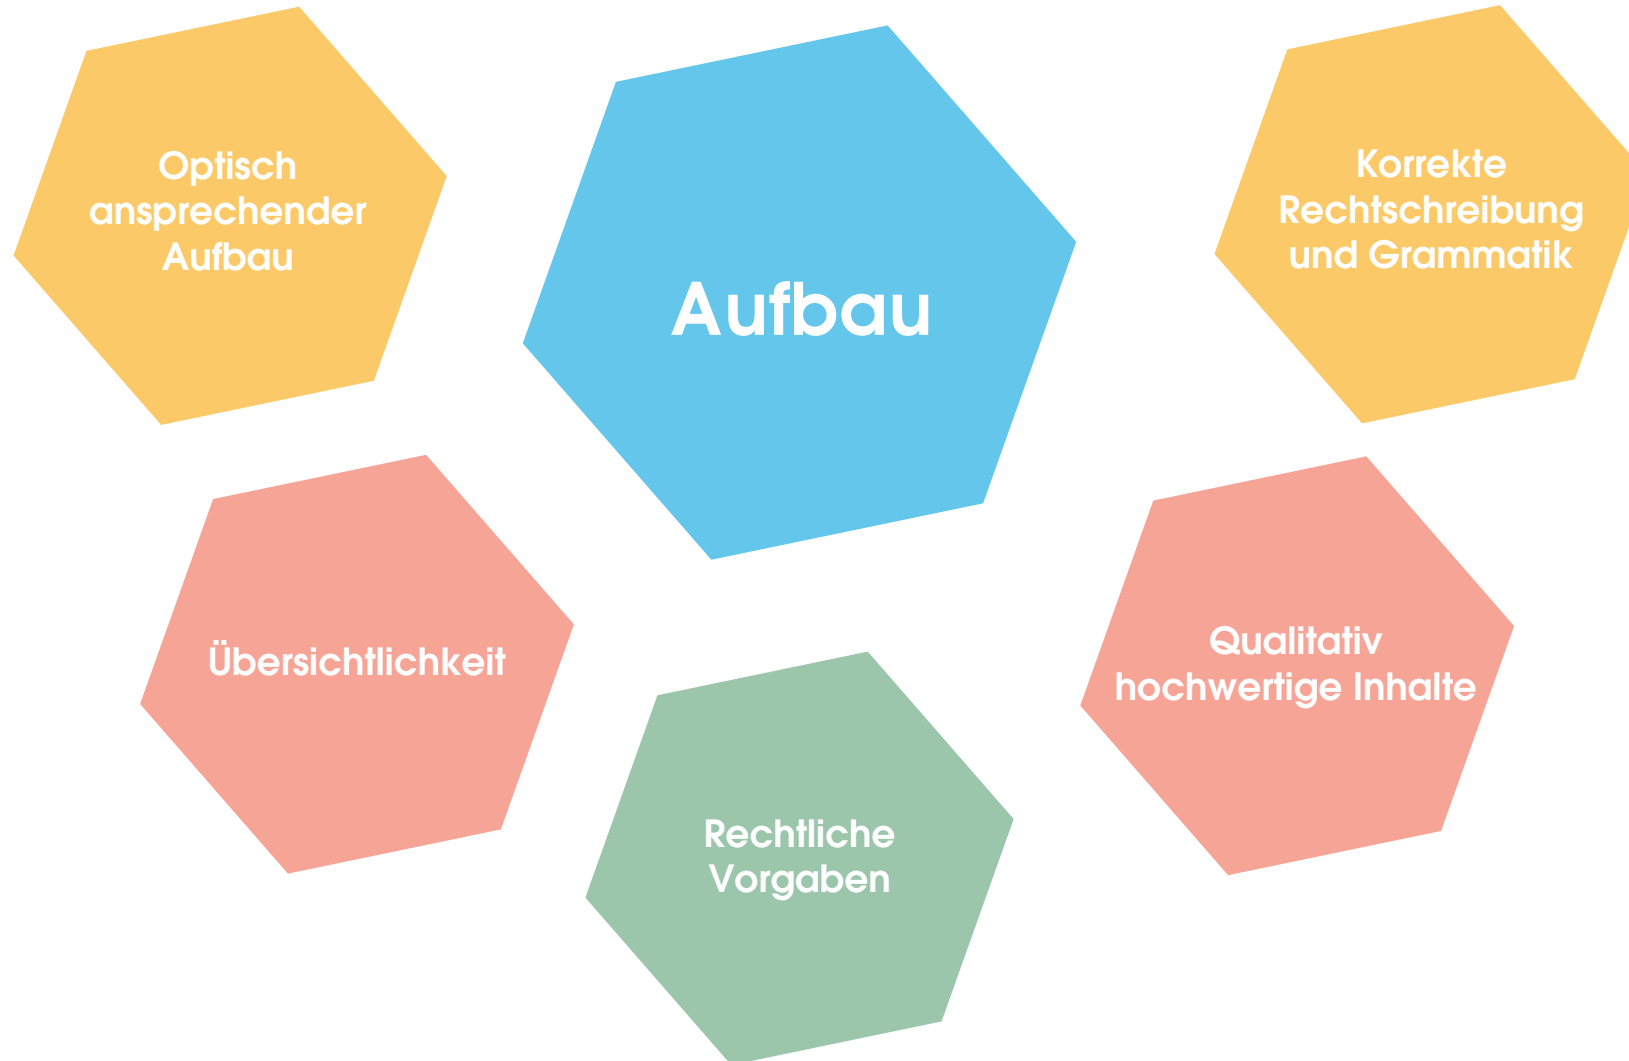 Optisch
ansprechender
Aufbau
Aufbau
Korrekte
Rechtschreibung
und Grammatik
Übersichtlichkeit
Qualitativ
hochwertige Inhalte
Rechtliche
Vorgaben